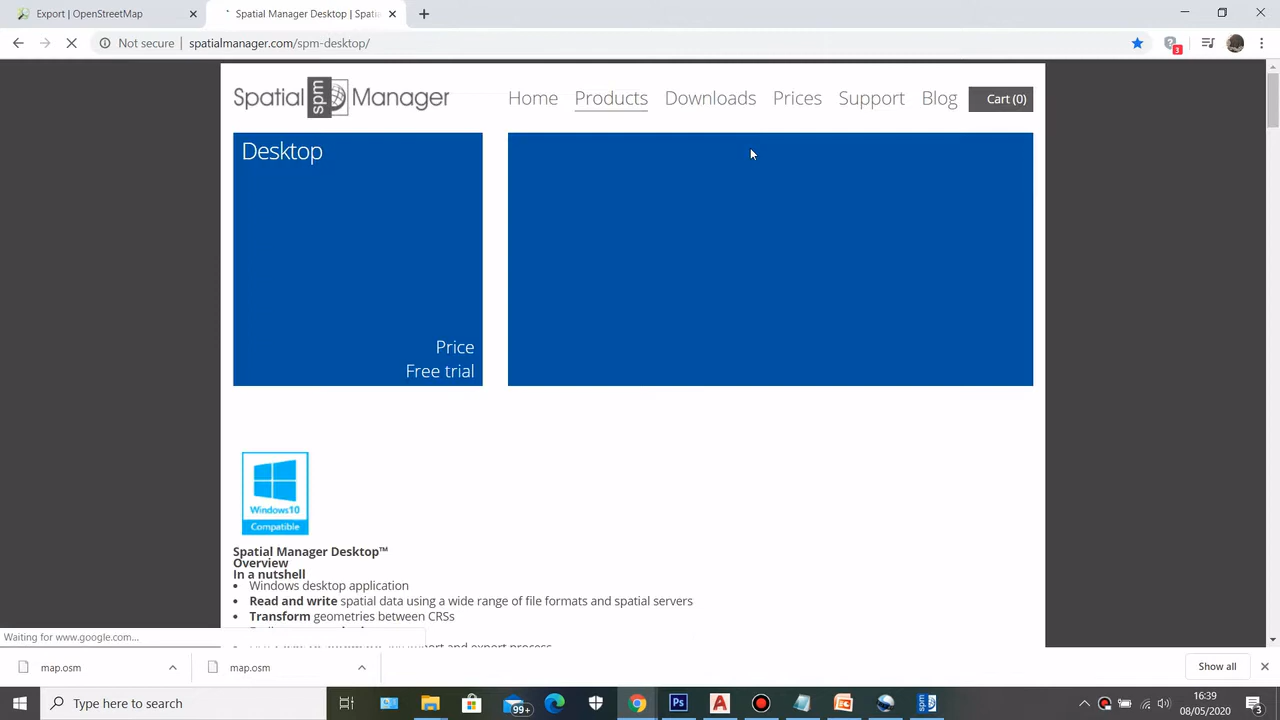 Export | OpenStreetMap
Spatial Manager Desktop | Spati
Not secure | spatialmanager.com/spm-desktop/
3
Spatial spm Manager
Home Products Downloads Prices Support Blog Cart (0)
Desktop
Price
Free trial
Windows10
Compatible
Spatial Manager Desktop™
Overview
In a nutshell
• Windows desktop application
• Read and write spatial data using a wide range of file formats and spatial servers
• Transform geometries between CRSs
Waiting for www.google.com...
map.osm
map.osm
Show all
Type here to search
99+
Ps
A
spm
16:39
08/05/2020
3